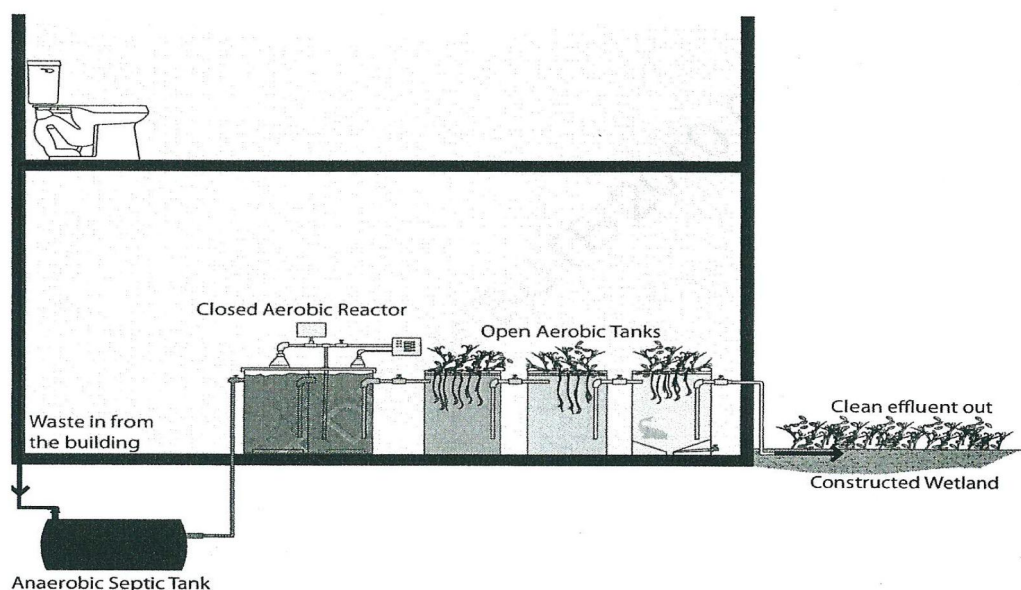 Closed Aerobic Reactor
Open Aerobic Tanks
Waste in from
the building
Clean effluent out
Constructed Wetland
Anaerobic Septic Tank